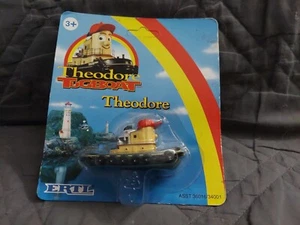 3+
Theodore
TUGBOAT
Theodore
ERTL